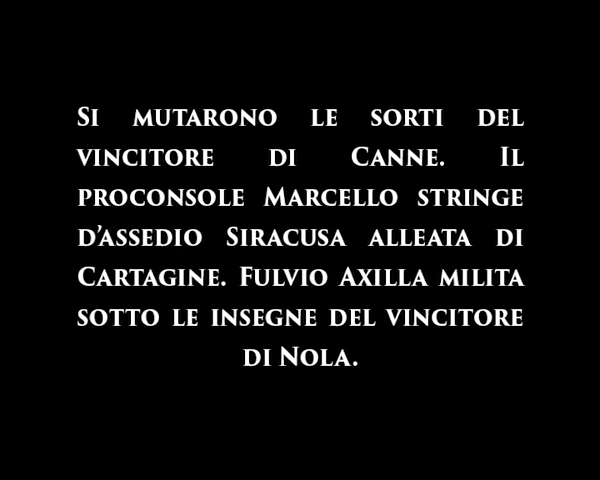 Si mutarono le sorti del
vincitore di Canne. Il
proconsole Marcello stringe
d'assedio Siracusa alleata di
Cartagine. Fulvio Axilla milita
sotto le insegne del vincitore
di Nola.